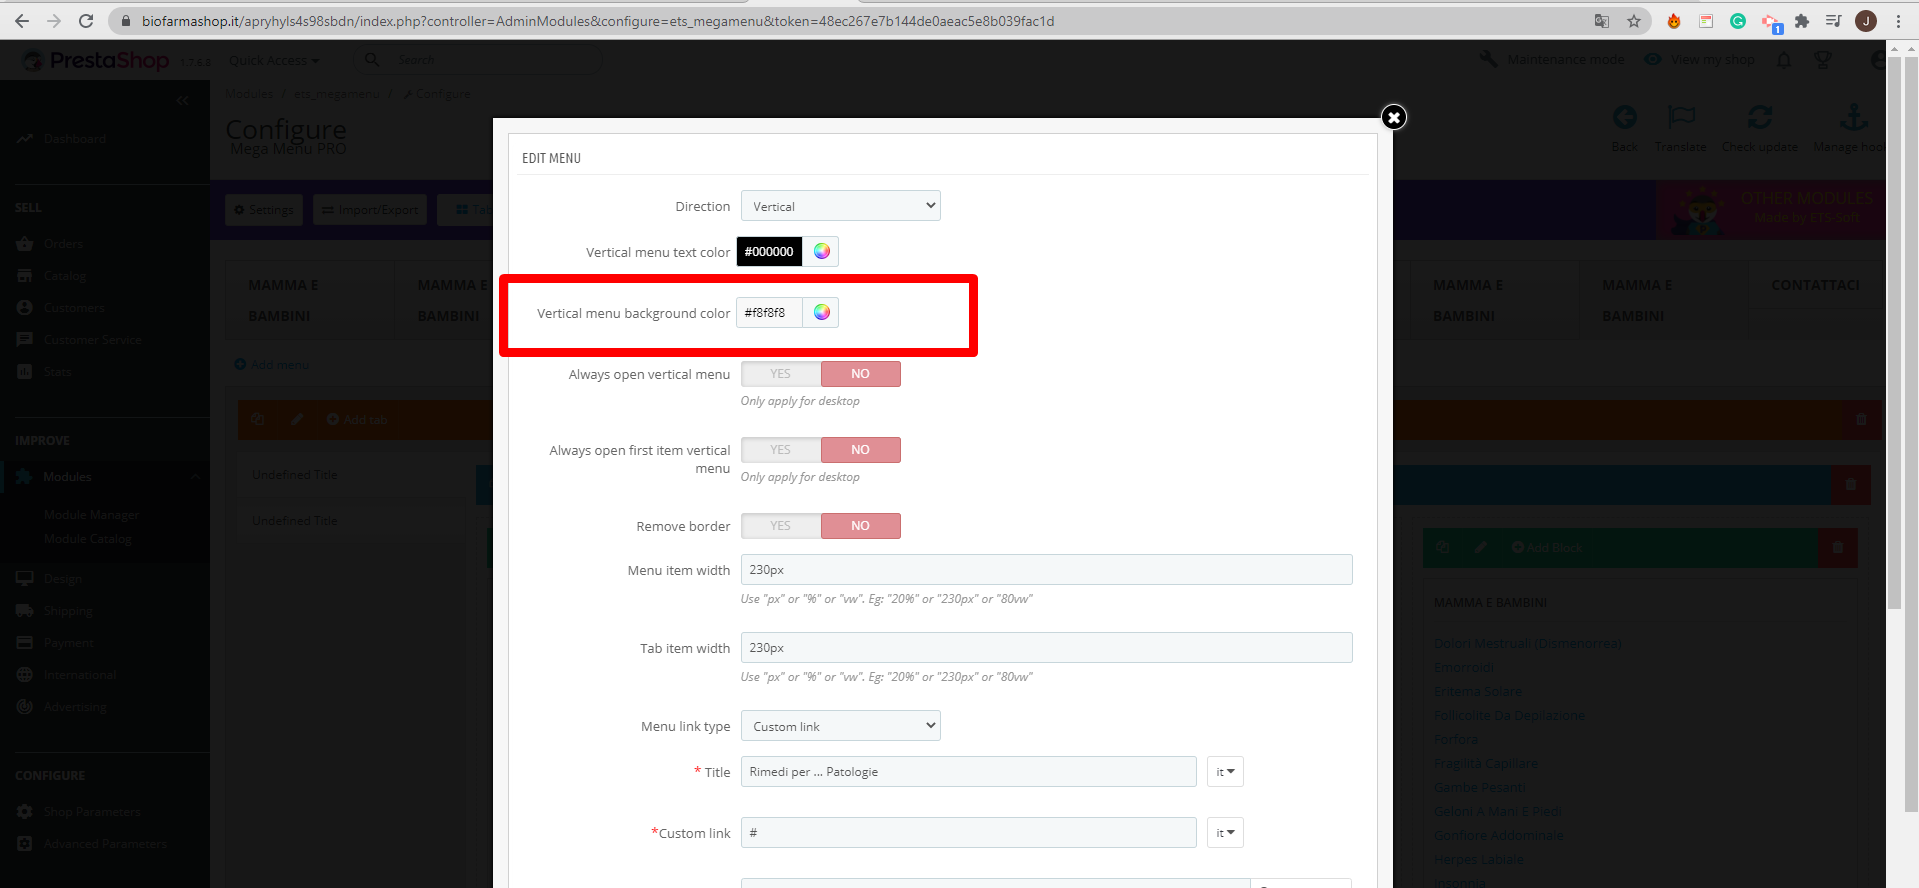 biofarmashop.it/apryhyls4s98sbdn/index.php?controller=AdminModules&configure=ets_megamenu&token=48ec267e7b144de0aeac5e8b039fac1d
J
1
PrestaShop
Quick Access
Search
Maintenance mode
View my shop
Modules / ets_megamenu / Configure
Configure
Mega Menu PRO
Back
Translate
Check update
Manage hook
Dashboard
SELL
Orders
Catalog
Customers
Customer Service
Stats
IMPROVE
Modules
Module Manager
Module Catalog
Design
Shipping
Payment
International
Advertising
CONFIGURE
Shop Parameters
Advanced Parameters
Settings
Import/Export
Tab
OTHER MODULES
Made by ETS-Soft
MAMMA E
BAMBINI
MAMMA E
BAMBINI
MAMMA E
BAMBINI
MAMMA E
BAMBINI
CONTATTACI
Add menu
Add tab
Undefined Title
Undefined Title
EDIT MENU
Direction
Vertical
Vertical menu text color
#000000
Vertical menu background color
#f8f8f8
Always open vertical menu
YES
NO
Only apply for desktop
Always open first item vertical
menu
YES
NO
Only apply for desktop
Remove border
YES
NO
Menu item width
230px
Use "px" or "%" or "vw". Eg: "20%" or "230px" or "80vw"
Tab item width
230px
Use "px" or "%" or "vw". Eg: "20%" or "230px" or "80vw"
Menu link type
Custom link
* Title
Rimedi per ... Patologie
it
*Custom link
#
it
Add Block
MAMMA E BAMBINI
Dolori Mestruali (Dismenorrea)
Emorroidi
Eritema Solare
Follicolite Da Depilazione
Forfora
Fragilità Capillare
Gambe Pesanti
Geloni A Mani E Piedi
Gonfiore Addominale
Herpes Labiale
Insonnia